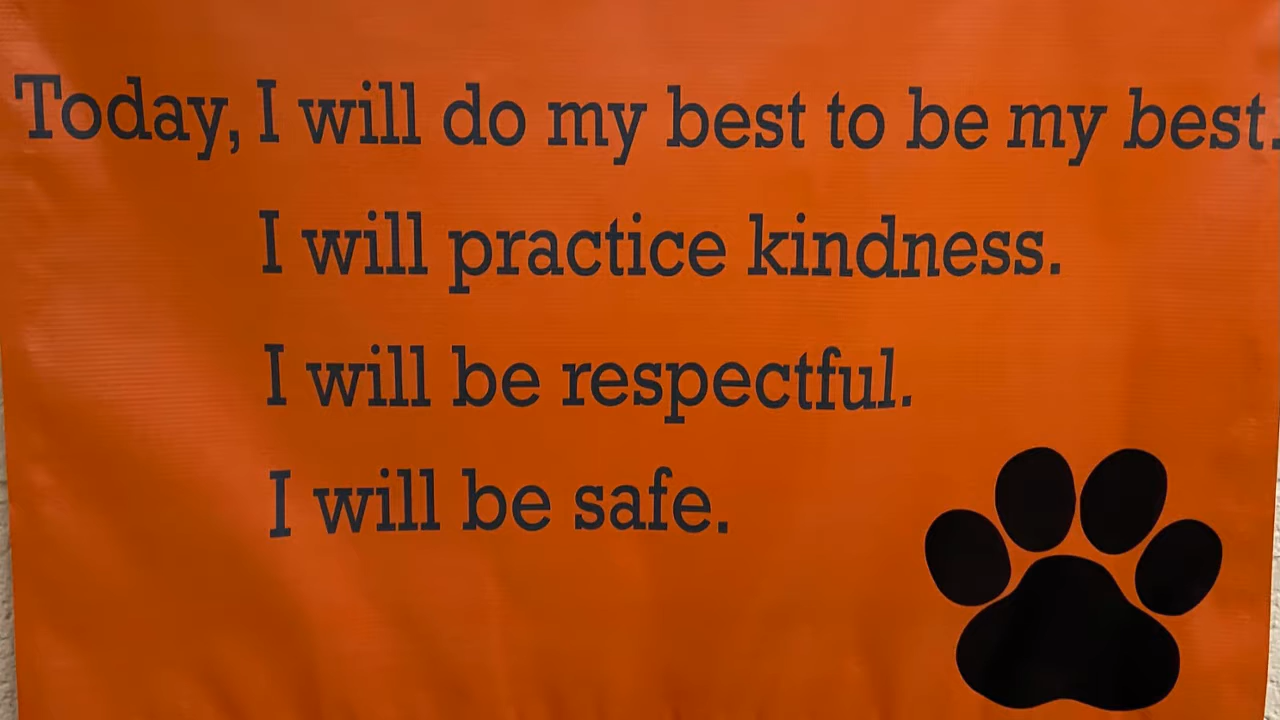 Today, I will do my best to be my best.
I will practice kindness.
I will be respectful.
I will be safe.